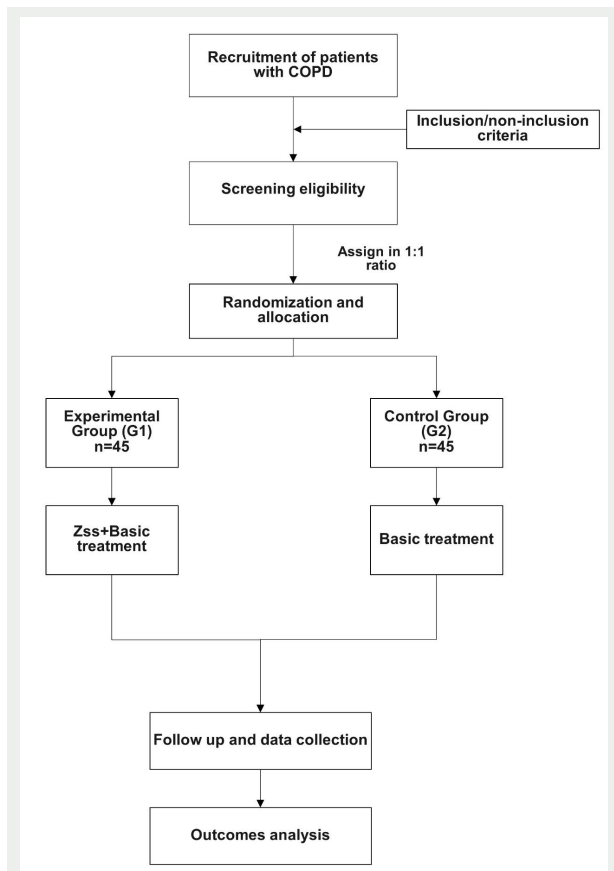 Recruitment of patients
with COPD
Inclusion/non-inclusion
criteria
Screening eligibility
Assign in 1:1
ratio
Randomization and
allocation
Experimental
Group (G1)
n=45
Control Group
(G2)
n=45
Zss+Basic
treatment
Basic treatment
Follow up and data collection
Outcomes analysis